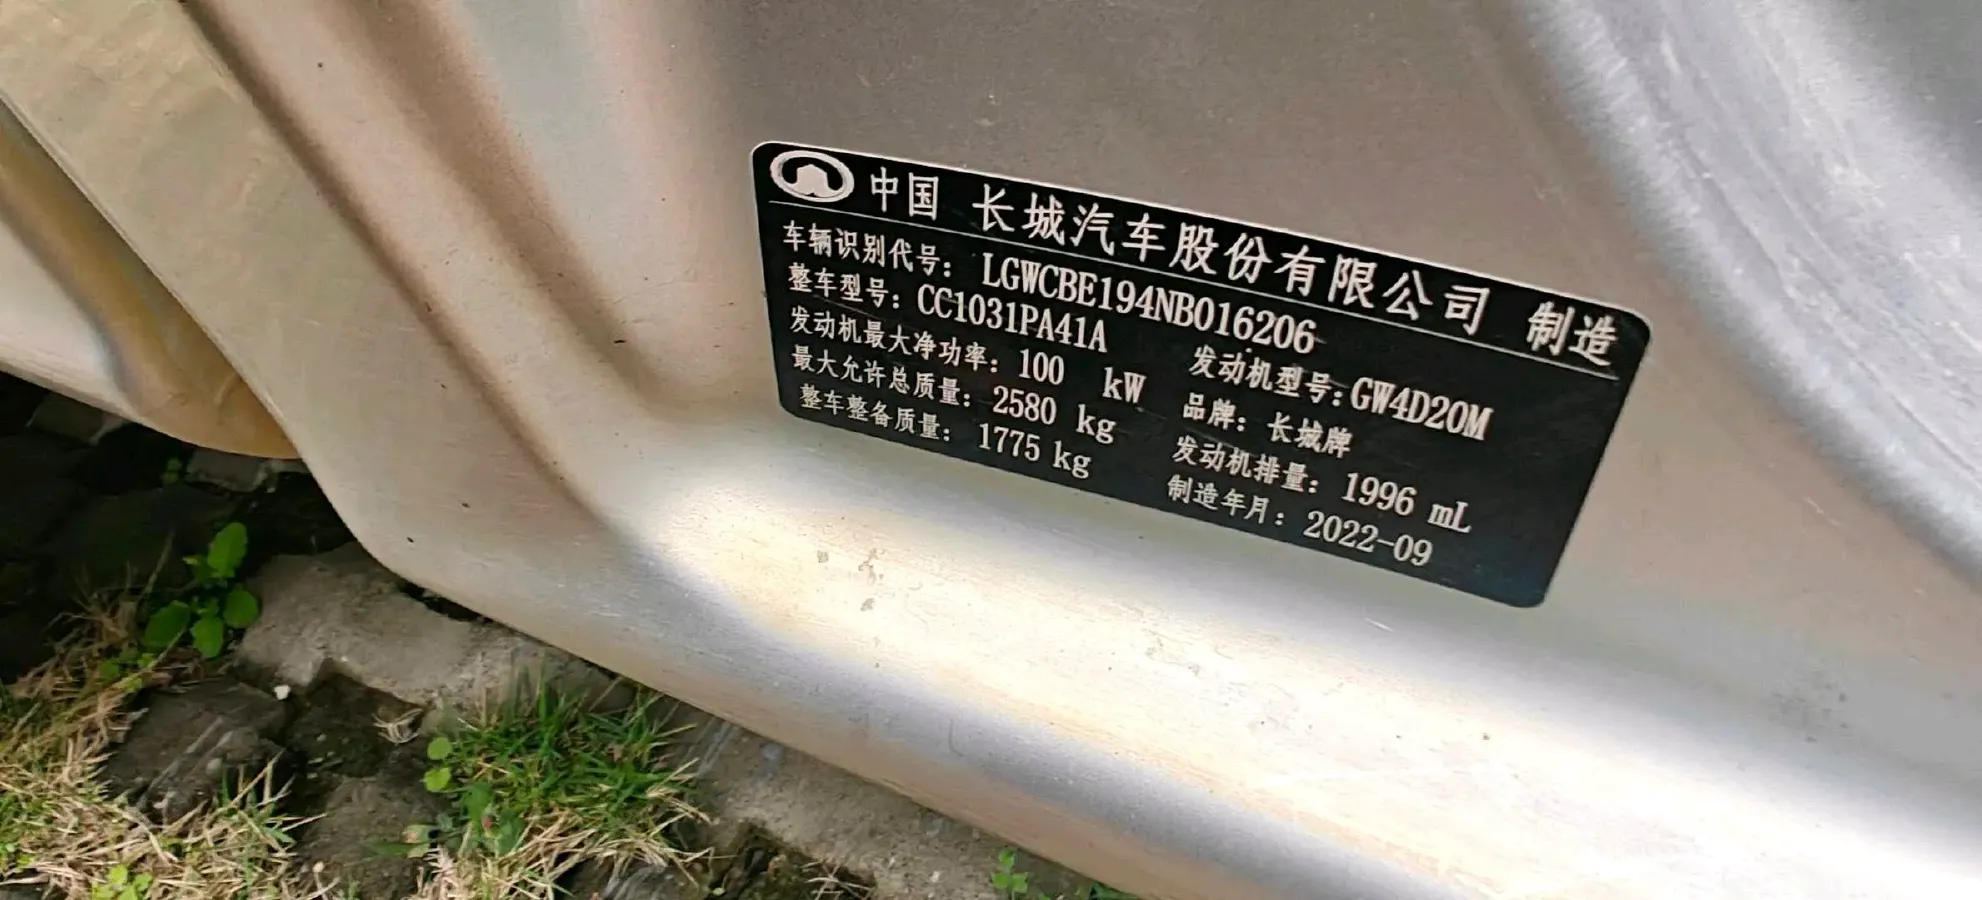 中国 长城汽车股份有限公司 制造
车辆识别代号: LGWCBE194NB016206
整车型号: CC1031PA41A 发动机型号: GW4D20M
发动机最大净功率: 100 kW 品牌: 长城牌
最大允许总质量: 2580 kg 发动机排量: 1996 mL
整车整备质量: 1775 kg 制造年月: 2022-09